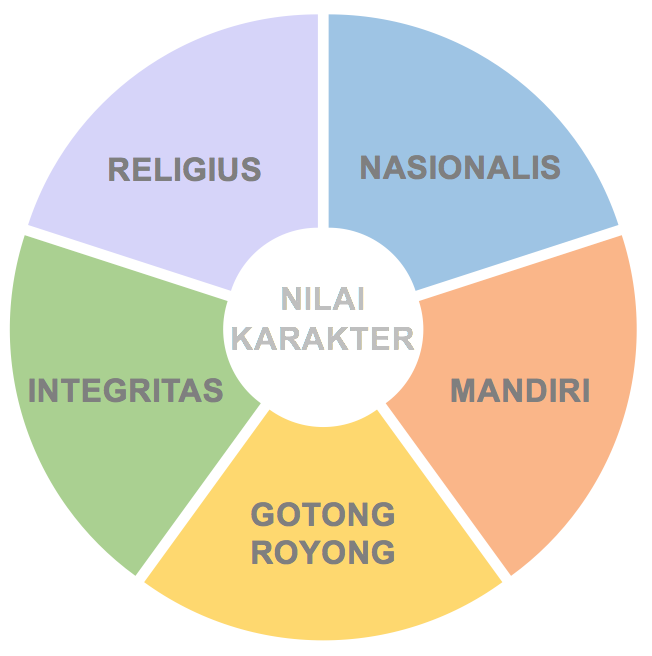 RELIGIUS
NASIONALIS
NILAI
KARAKTER
INTEGRITAS
MANDIRI
GOTONG
ROYONG